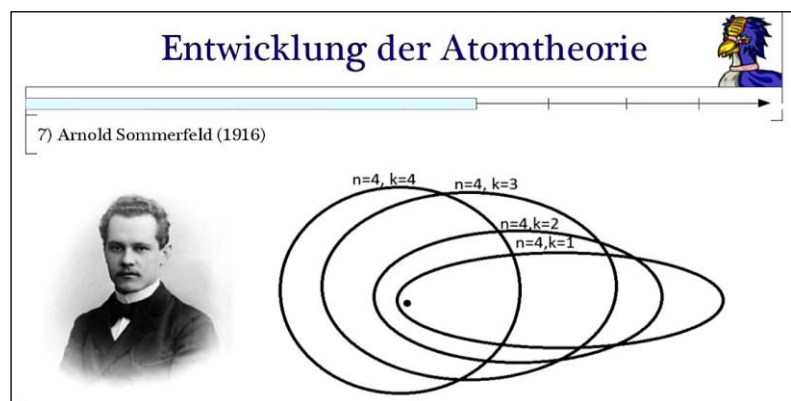 Entwicklung der Atomtheorie
7) Arnold Sommerfeld (1916)
n=4, k=4
n=4, k=3
n=4,k=2
n=4,k=1